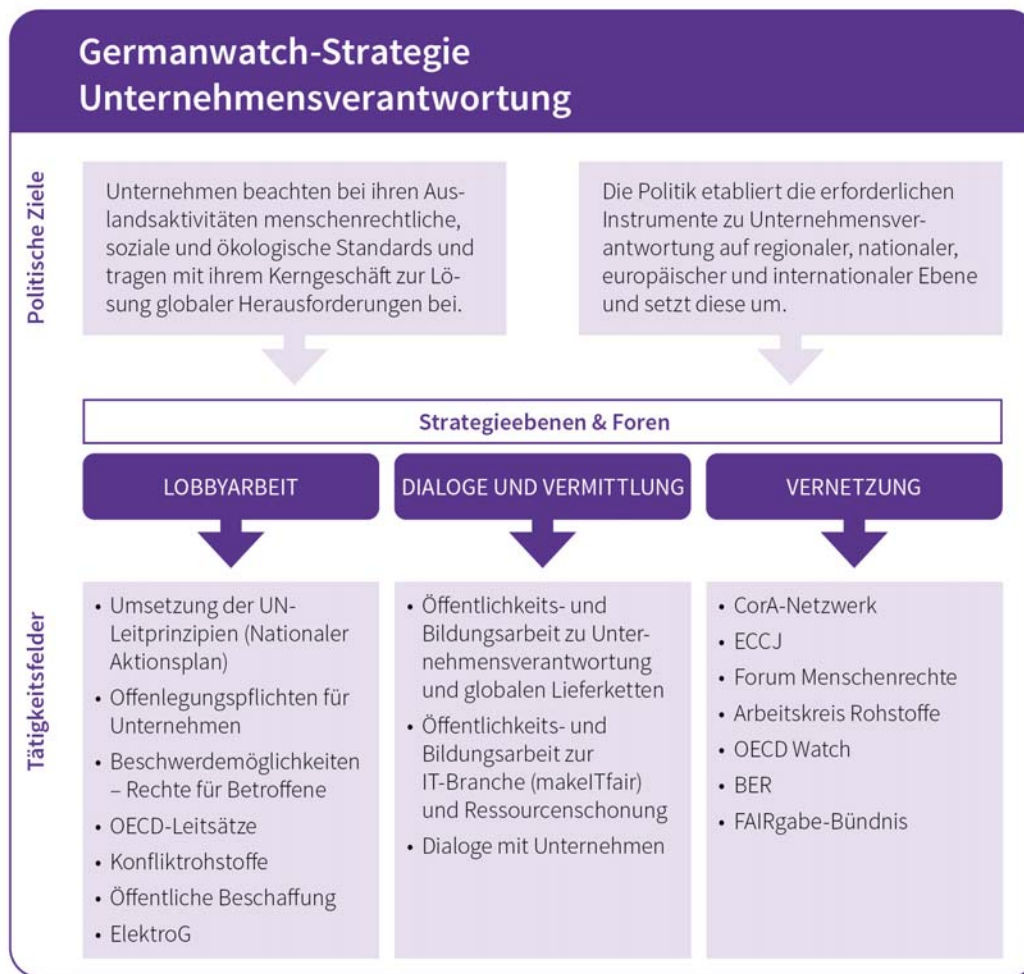 Germanwatch-Strategie
Unternehmensverantwortung
Politische Ziele
Unternehmen beachten bei ihren Aus-
landsaktivitäten menschenrechtliche,
soziale und ökologische Standards und
tragen mit ihrem Kerngeschäft zur Lö-
sung globaler Herausforderungen bei.
Die Politik etabliert die erforderlichen
Instrumente zu Unternehmensver-
antwortung auf regionaler, nationaler,
europäischer und internationaler Ebene
und setzt diese um.
Strategieebenen & Foren
LOBBYARBEIT
DIALOGE UND VERMITTLUNG
VERNETZUNG
Tätigkeitsfelder
• Umsetzung der UN-
Leitprinzipien (Nationaler
Aktionsplan)
• Offenlegungspflichten für
Unternehmen
• Beschwerdemöglichkeiten
– Rechte für Betroffene
• OECD-Leitsätze
• Konfliktrohstoffe
• Öffentliche Beschaffung
• ElektroG
• Öffentlichkeits- und
Bildungsarbeit zu Unter-
nehmensverantwortung
und globalen Lieferketten
• Öffentlichkeits- und
Bildungsarbeit zur
IT-Branche (makeITfair)
und Ressourcenschonung
• Dialoge mit Unternehmen
• CorA-Netzwerk
• ECCJ
• Forum Menschenrechte
• Arbeitskreis Rohstoffe
• OECD Watch
• BER
• FAIRgabe-Bündnis